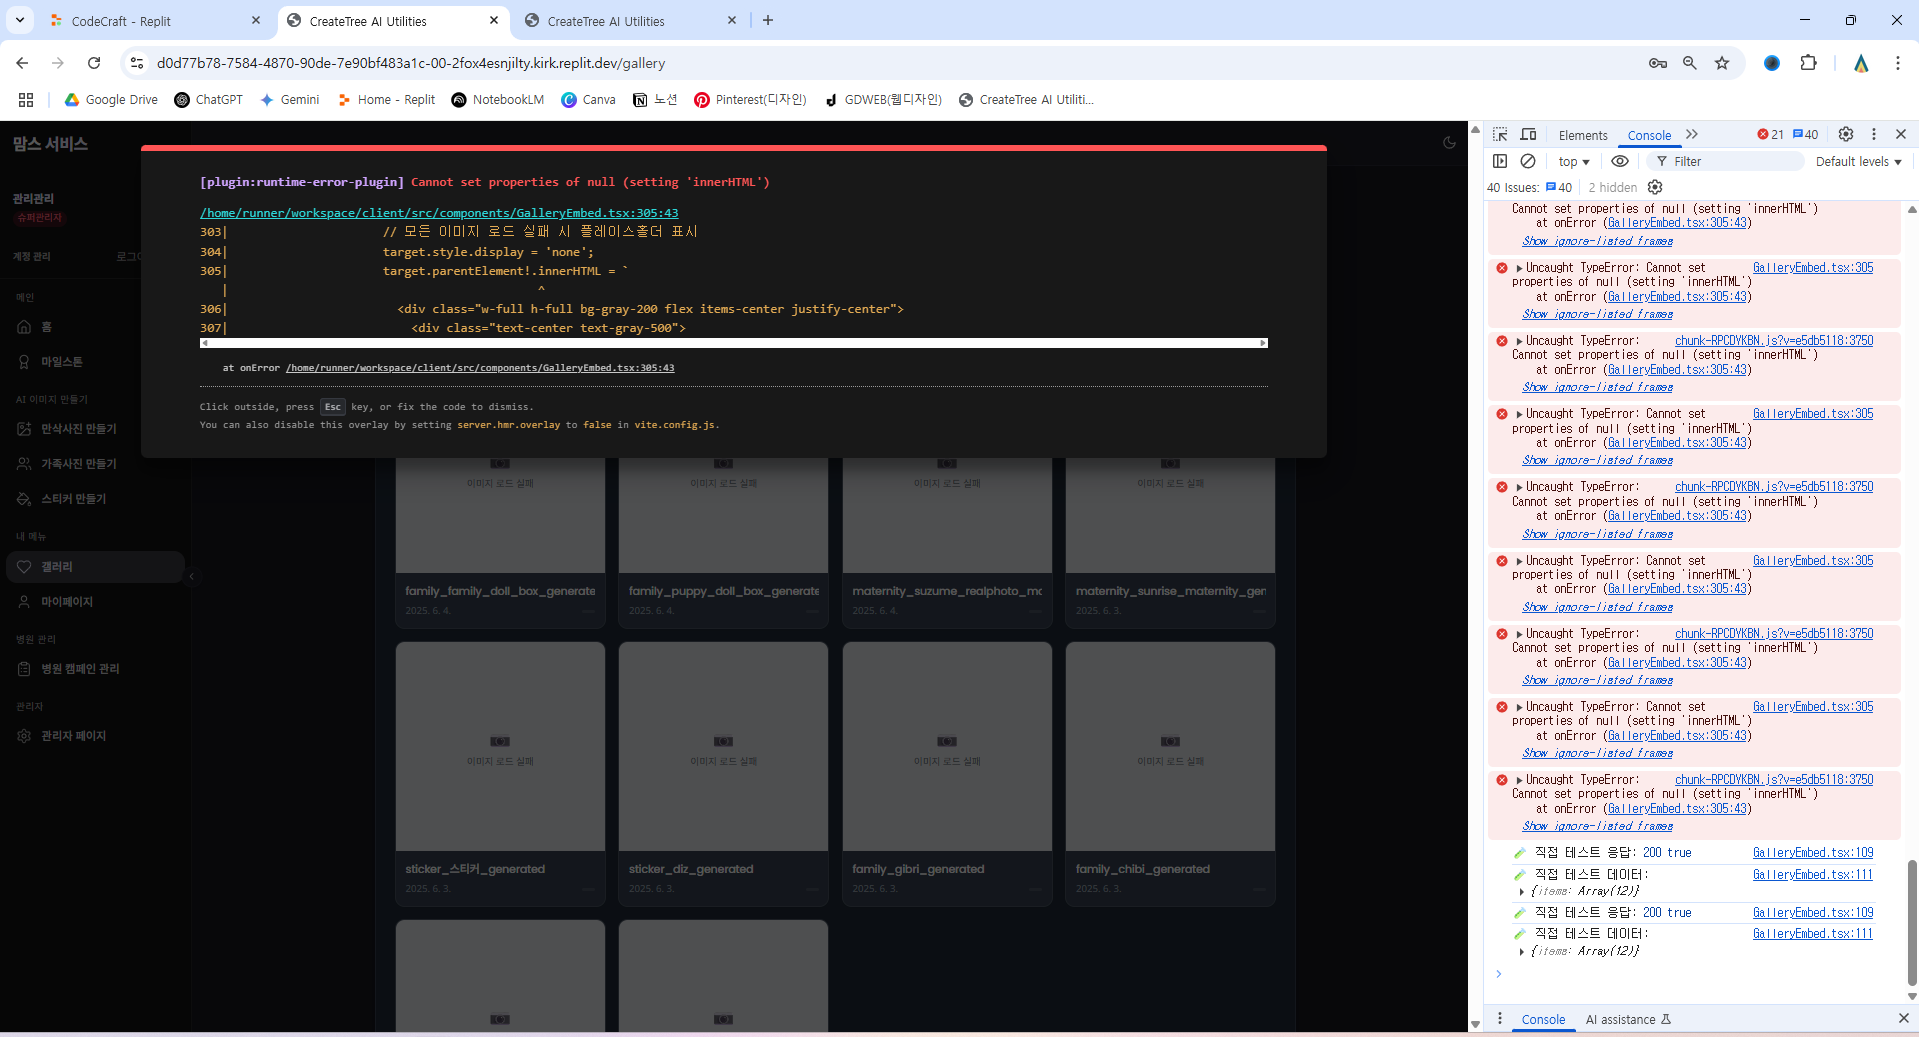 CodeCraft - Replit
CreateTree AI Utilities
CreateTree AI Utilities
d0d77b78-7584-4870-90de-7e90bf483a1c-00-2fox4esnjilty.kirk.replit.dev/gallery
Google Drive
ChatGPT
Gemini
Home - Replit
NotebookLM
Canva
노션
Pinterest(디자인)
GDWEB(웹디자인)
CreateTree AI Utiliti...
맘스 서비스
관리관리
슈퍼관리자
계정 관리
메인
홈
마일스톤
AI 이미지 만들기
만삭사진 만들기
가족사진 만들기
스티커 만들기
내 메뉴
갤러리
마이페이지
병원 관리
병원 캠페인 관리
관리자
관리자 페이지
[plugin:runtime-error-plugin] Cannot set properties of null (setting 'innerHTML')
/home/runner/workspace/client/src/components/GalleryEmbed.tsx:305:43
303| // 모든 이미지 로드 실패 시 플레이스홀더 표시
304| target.style.display = 'none';
305| target.parentElement!.innerHTML = `
| ^
306| <div class="w-full h-full bg-gray-200 flex items-center justify-center">
307| <div class="text-center text-gray-500">
at onError /home/runner/workspace/client/src/components/GalleryEmbed.tsx:305:43
Click outside, press Esc key, or fix the code to dismiss.
You can also disable this overlay by setting server.hmr.overlay to false in vite.config.js.
이미지 로드 실패
이미지 로드 실패
이미지 로드 실패
이미지 로드 실패
family_family_doll_box_generate
family_puppy_doll_box_generate
maternity_suzume_realphoto_mc
maternity_sunrise_maternity_gen
2025. 6. 4.
2025. 6. 4.
2025. 6. 4.
2025. 6. 3.
이미지 로드 실패
이미지 로드 실패
이미지 로드 실패
이미지 로드 실패
sticker_스티커_generated
sticker_diz_generated
family_gibri_generated
family_chibi_generated
2025. 6. 3.
2025. 6. 3.
2025. 6. 3.
2025. 6. 3.
Elements
Console
21
40
top
Filter
Default levels
40 Issues: 40
2 hidden
Cannot set properties of null (setting 'innerHTML')
at onError (GalleryEmbed.tsx:305:43)
Show ignore-listed frames
Uncaught TypeError: Cannot set GalleryEmbed.tsx:305
properties of null (setting 'innerHTML')
at onError (GalleryEmbed.tsx:305:43)
Show ignore-listed frames
Uncaught TypeError: chunk-RPCDYKBN.js?v=e5db5118:3750
Cannot set properties of null (setting 'innerHTML')
at onError (GalleryEmbed.tsx:305:43)
Show ignore-listed frames
Uncaught TypeError: Cannot set GalleryEmbed.tsx:305
properties of null (setting 'innerHTML')
at onError (GalleryEmbed.tsx:305:43)
Show ignore-listed frames
Uncaught TypeError: chunk-RPCDYKBN.js?v=e5db5118:3750
Cannot set properties of null (setting 'innerHTML')
at onError (GalleryEmbed.tsx:305:43)
Show ignore-listed frames
Uncaught TypeError: Cannot set GalleryEmbed.tsx:305
properties of null (setting 'innerHTML')
at onError (GalleryEmbed.tsx:305:43)
Show ignore-listed frames
Uncaught TypeError: chunk-RPCDYKBN.js?v=e5db5118:3750
Cannot set properties of null (setting 'innerHTML')
at onError (GalleryEmbed.tsx:305:43)
Show ignore-listed frames
Uncaught TypeError: Cannot set GalleryEmbed.tsx:305
properties of null (setting 'innerHTML')
at onError (GalleryEmbed.tsx:305:43)
Show ignore-listed frames
Uncaught TypeError: chunk-RPCDYKBN.js?v=e5db5118:3750
Cannot set properties of null (setting 'innerHTML')
at onError (GalleryEmbed.tsx:305:43)
Show ignore-listed frames
직접 테스트 응답: 200 true GalleryEmbed.tsx:109
직접 테스트 데이터: GalleryEmbed.tsx:111
{items: Array(12)}
직접 테스트 응답: 200 true GalleryEmbed.tsx:109
직접 테스트 데이터: GalleryEmbed.tsx:111
{items: Array(12)}
Console
AI assistance